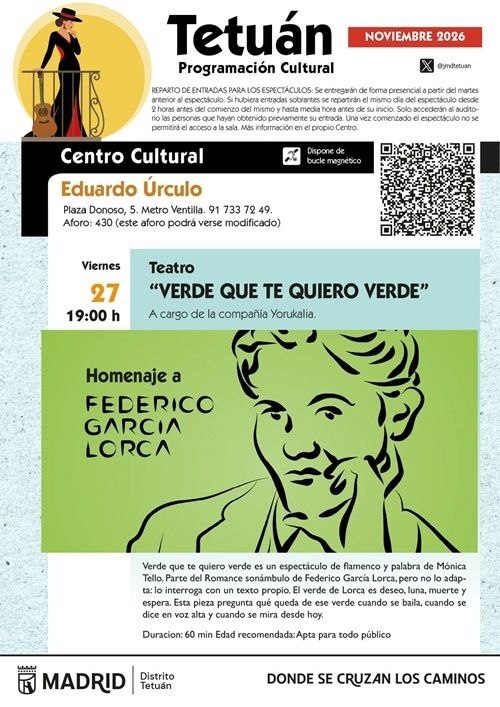 Tetuán
Programación Cultural
NOVIEMBRE 2026
@jmdtetuan
REPARTO DE ENTRADAS PARA LOS ESPECTÁCULOS: Se entregarán de forma presencial a partir del martes
anterior al espectáculo. Si hubiera entradas sobrantes se repartirán el mismo día del espectáculo desde
2 horas antes del comienzo del mismo y hasta media hora antes de su inicio. Solo accederán al audito-
rio las personas que hayan obtenido previamente su entrada. Una vez comenzado el espectáculo no se
permitirá el acceso a la sala. Más información en el propio Centro.
Centro Cultural
Dispone de
bucle magnético
Eduardo Úrculo
Plaza Donoso, 5. Metro Ventilla. 91 733 72 49.
Aforo: 430 (este aforo podrá verse modificado)
Viernes
27
19:00 h
Teatro
“VERDE QUE TE QUIERO VERDE”
A cargo de la compañía Yorukalia.
Homenaje a
FEDERICO
GARCIA
LORCA
Verde que te quiero verde es un espectáculo de flamenco y palabra de Mónica
Tello. Parte del Romance sonámbulo de Federico García Lorca, pero no lo adap-
ta: lo interroga con un texto propio. El verde de Lorca es deseo, luna, muerte y
espera. Esta pieza pregunta qué queda de ese verde cuando se baila, cuando se
dice en voz alta y cuando se mira desde hoy.
Duracion: 60 min Edad recomendada: Apta para todo público
MADRID
Distrito
Tetuán
DONDE SE CRUZAN LOS CAMINOS